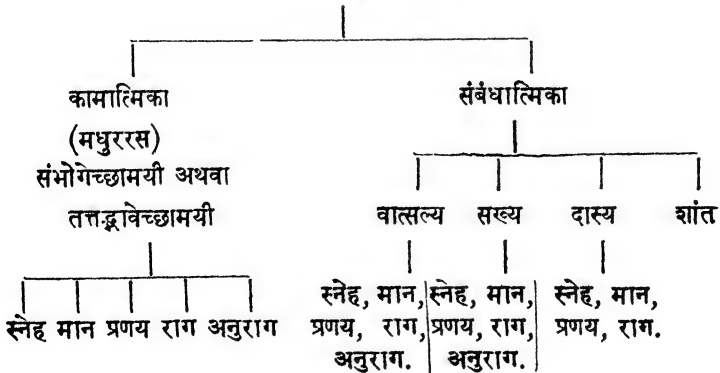 कामात्मिका
(मधुररस)
संभोगेच्छामयी अथवा
तत्तद्भावेच्छामयी
स्नेह मान प्रणय राग अनुराग
संबंधात्मिका
वात्सल्य सख्य दास्य शांत
स्नेह, मान,
प्रणय, राग,
अनुराग.
स्नेह, मान,
प्रणय, राग,
अनुराग.
स्नेह, मान,
प्रणय, राग.